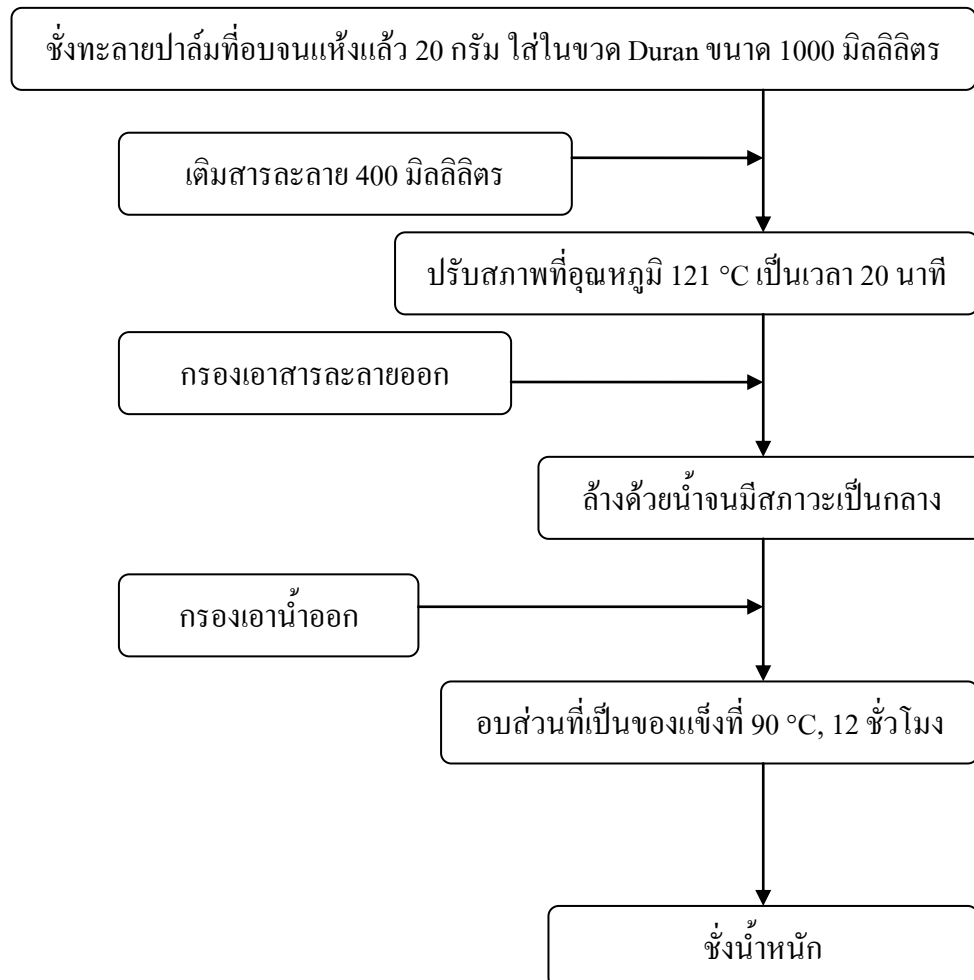 ชั่งทะลายปาล์มที่อบจนแห้งแล้ว 20 กรัม ใส่ในขวด Duran ขนาด 1000 มิลลิลิตร
เติมสารละลาย 400 มิลลิลิตร
ปรับสภาพที่อุณหภูมิ 121 °C เป็นเวลา 20 นาที
กรองเอาสารละลายออก
ล้างด้วยน้ำจนมีสภาวะเป็นกลาง
กรองเอาน้ำออก
อบส่วนที่เป็นของแข็งที่ 90 °C, 12 ชั่วโมง
ชั่งน้ำหนัก